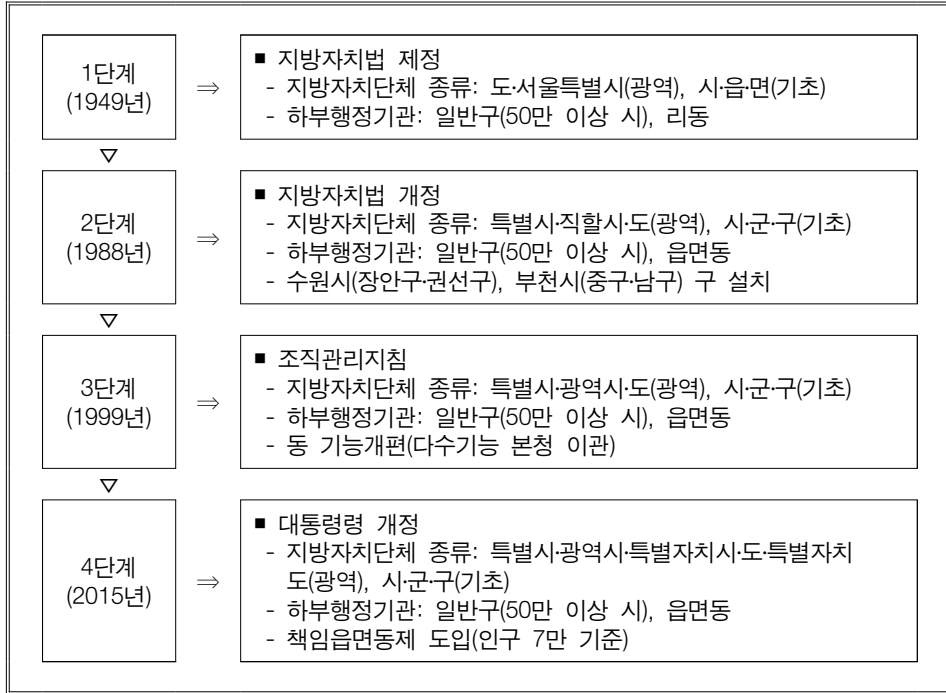 1단계
(1949년)
⇒
■ 지방자치법 제정
- 지방자치단체 종류: 도·서울특별시(광역), 시·읍·면(기초)
- 하부행정기관: 일반구(50만 이상 시), 리동
▽
2단계
(1988년)
⇒
■ 지방자치법 개정
- 지방자치단체 종류: 특별시·직할시·도(광역), 시·군·구(기초)
- 하부행정기관: 일반구(50만 이상 시), 읍면동
- 수원시(장안구·권선구), 부천시(중구·남구) 구 설치
▽
3단계
(1999년)
⇒
■ 조직관리지침
- 지방자치단체 종류: 특별시·광역시·도(광역), 시·군·구(기초)
- 하부행정기관: 일반구(50만 이상 시), 읍면동
- 동 기능개편(다수기능 본청 이관)
▽
4단계
(2015년)
⇒
■ 대통령령 개정
- 지방자치단체 종류: 특별시·광역시·특별자치시·도·특별자치
도(광역), 시·군·구(기초)
- 하부행정기관: 일반구(50만 이상 시), 읍면동
- 책임읍면동제 도입(인구 7만 기준)